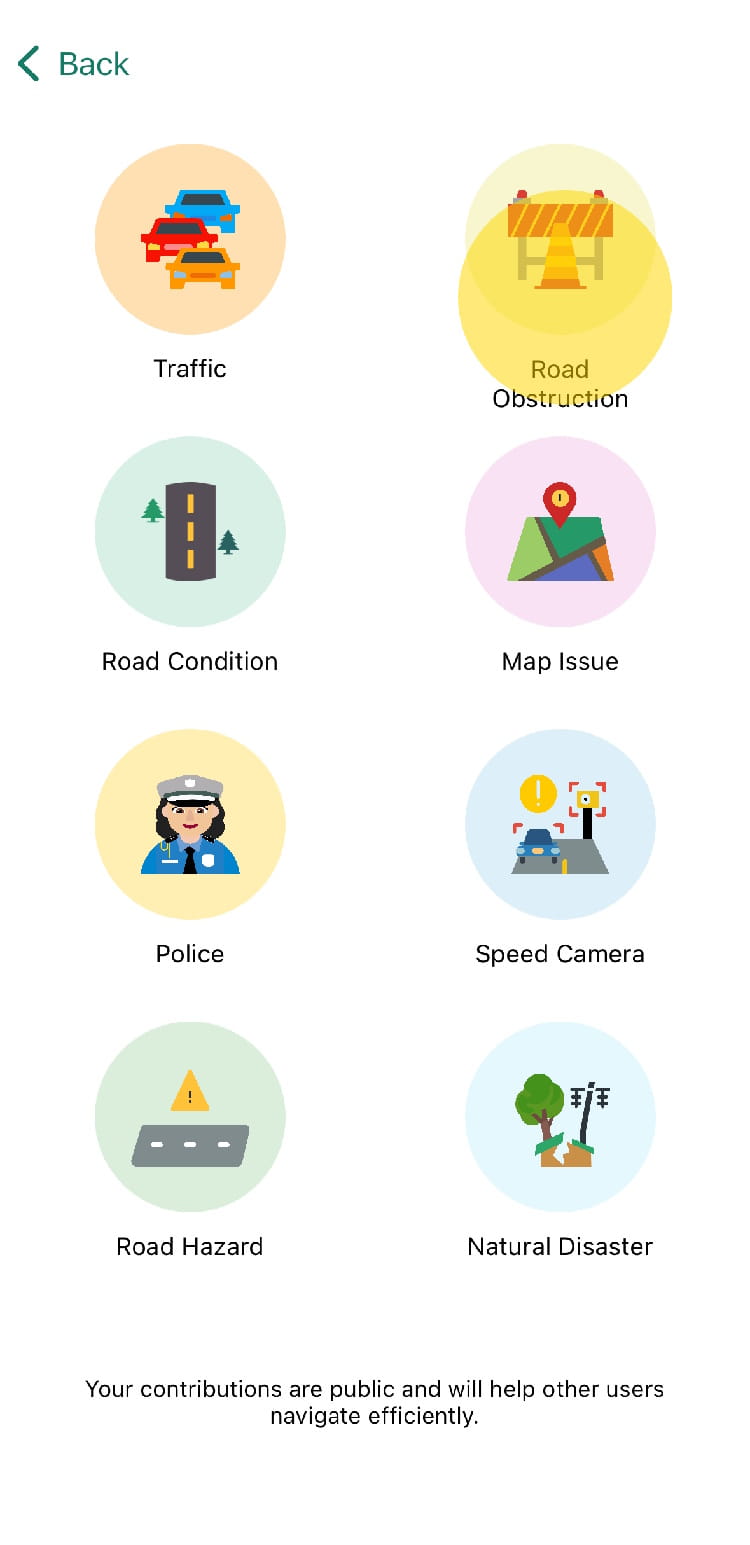 Back
Traffic
Road
Obstruction
Road Condition
Map Issue
Police
Speed Camera
Road Hazard
Natural Disaster
Your contributions are public and will help other users
navigate efficiently.